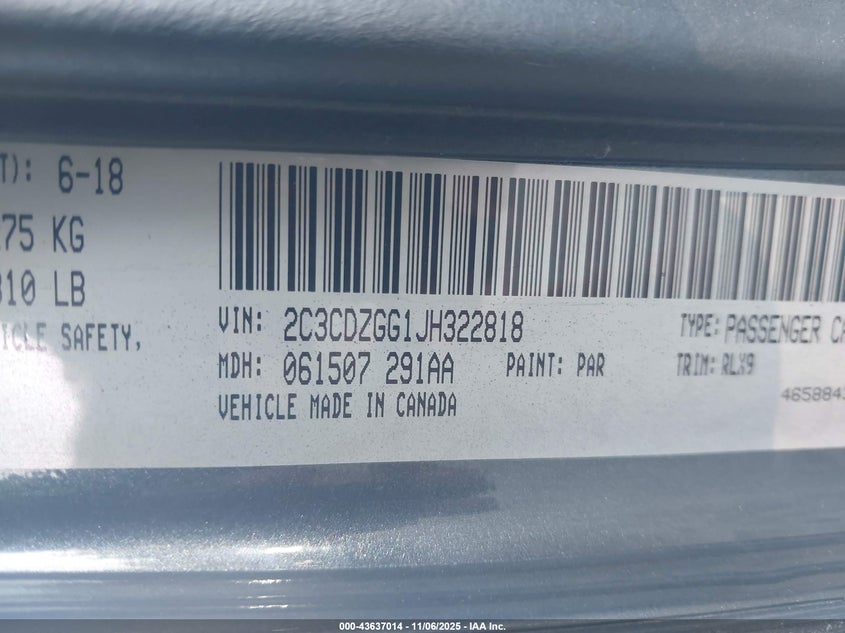 T): 6-18
75 KG
310 LB
ICLE SAFETY,
VIN: 2C3CDZGG1JH322818
TYPE: PASSENGER CA
MDH: 061507 291AA
PAINT: PAR
TRIM: RLX9
VEHICLE MADE IN CANADA
465884
000-43637014 - 11/06/2025 - IAA Inc.